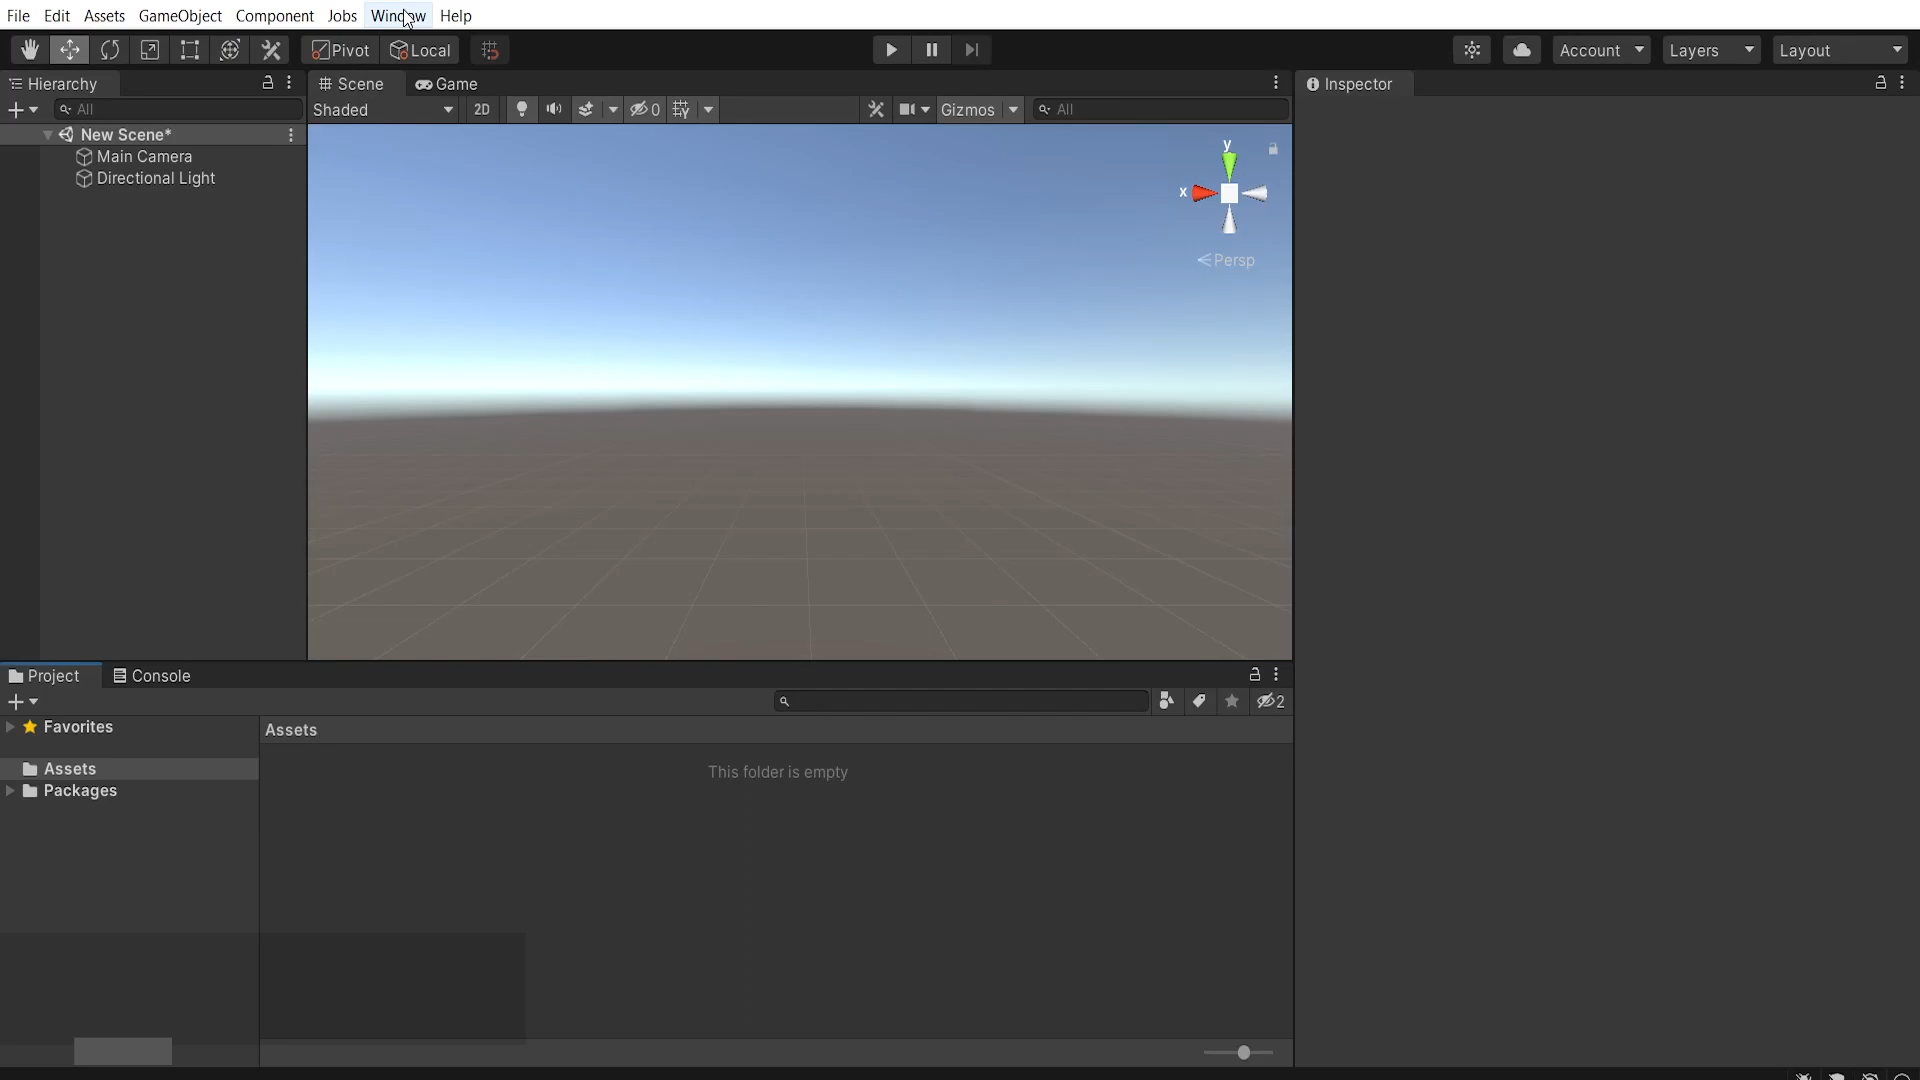 File Edit Assets GameObject Component Jobs Window Help
Pivot Local Account Layers Layout
Hierarchy Scene Game Inspector
All Shaded 2D 0 Gizmos All
New Scene*
Main Camera
Directional Light
y
x
Persp
Project Console
2
Favorites Assets
Assets This folder is empty
Packages